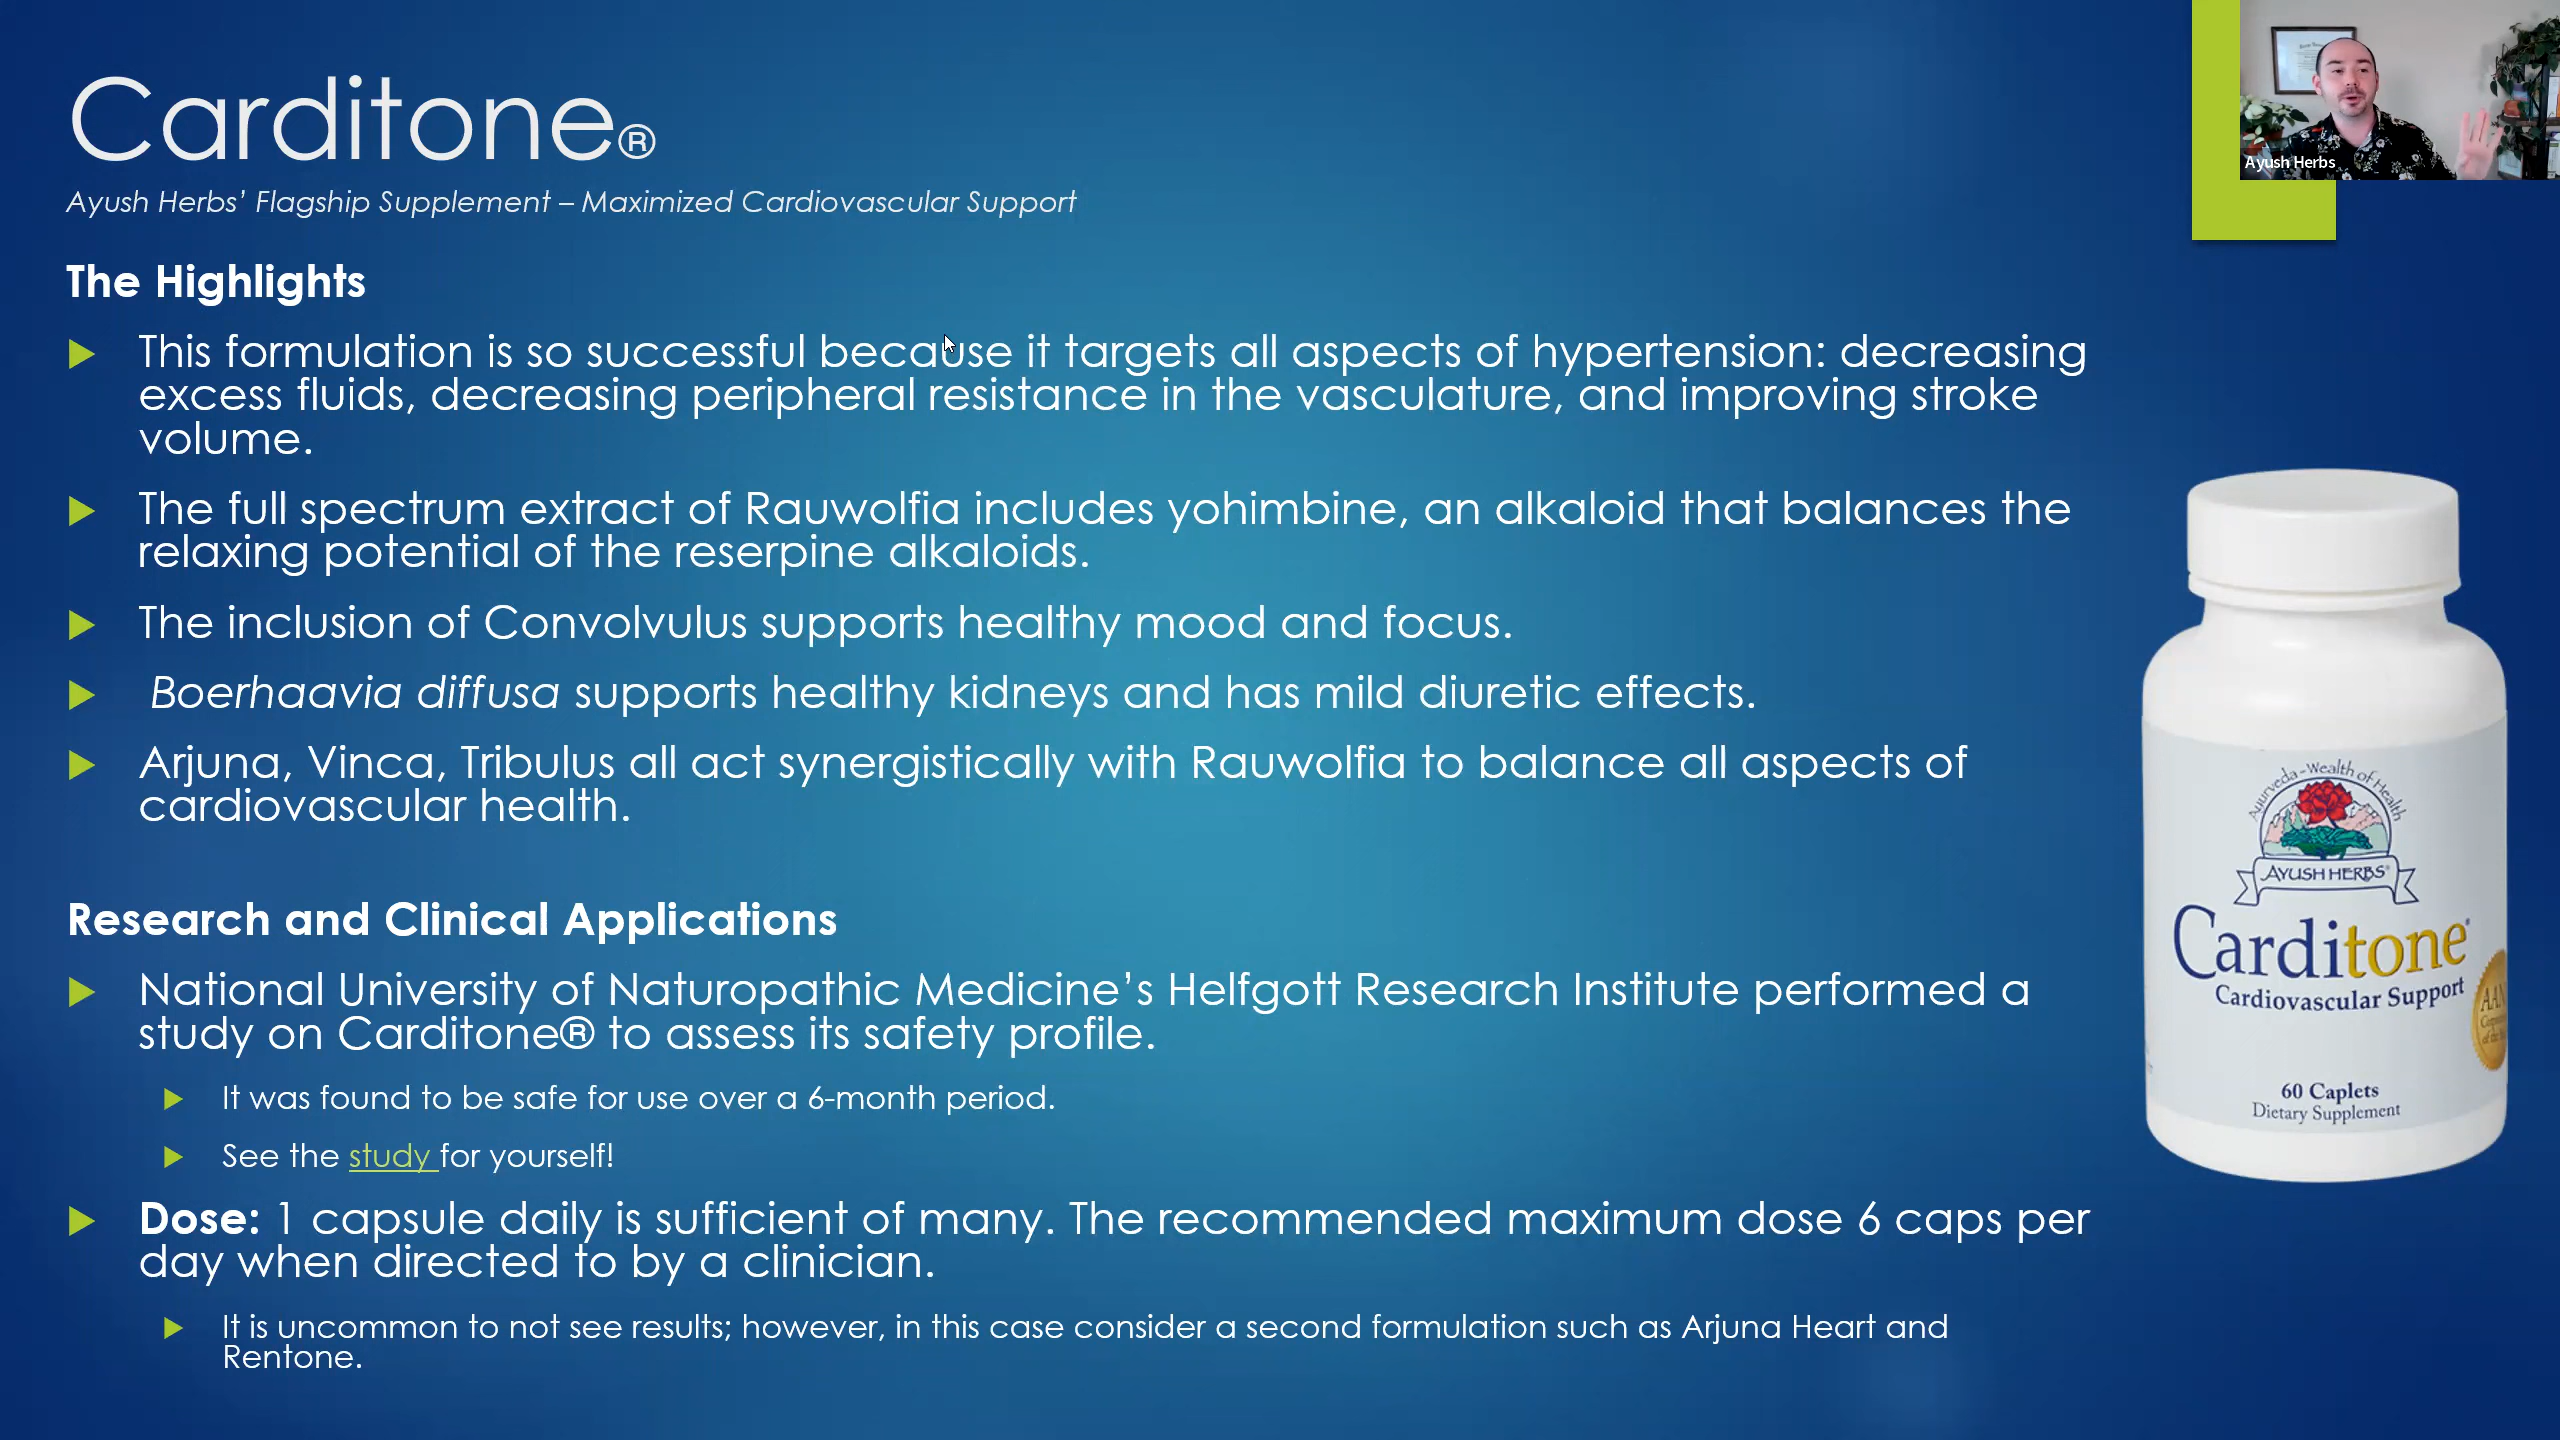 Carditone®
Ayush Herbs
Ayush Herbs’ Flagship Supplement – Maximized Cardiovascular Support
The Highlights
This formulation is so successful because it targets all aspects of hypertension: decreasing
excess fluids, decreasing peripheral resistance in the vasculature, and improving stroke
volume.
The full spectrum extract of Rauwolfia includes yohimbine, an alkaloid that balances the
relaxing potential of the reserpine alkaloids.
The inclusion of Convolvulus supports healthy mood and focus.
Boerhaavia diffusa supports healthy kidneys and has mild diuretic effects.
Arjuna, Vinca, Tribulus all act synergistically with Rauwolfia to balance all aspects of
cardiovascular health.
Research and Clinical Applications
National University of Naturopathic Medicine’s Helfgott Research Institute performed a
study on Carditone® to assess its safety profile.
It was found to be safe for use over a 6-month period.
See the study for yourself!
Dose: 1 capsule daily is sufficient of many. The recommended maximum dose 6 caps per
day when directed to by a clinician.
It is uncommon to not see results; however, in this case consider a second formulation such as Arjuna Heart and
Rentone.
Ayurveda-Wealth of Health
AYUSH HERBS®
Carditone®
Cardiovascular Support
60 Caplets
Dietary Supplement